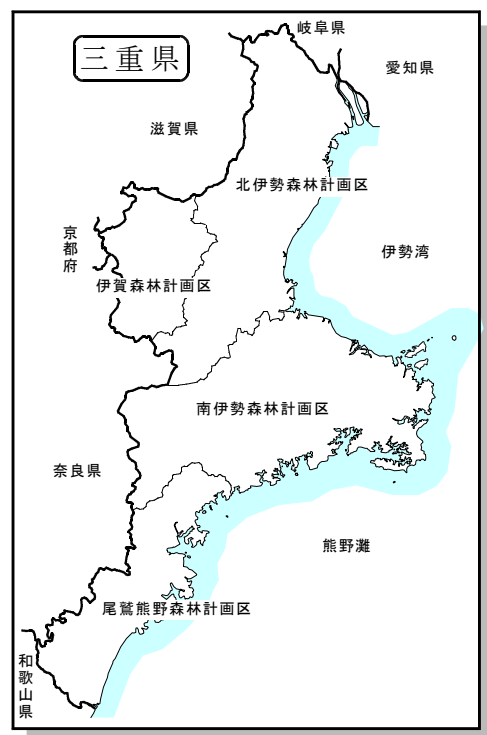 岐阜県
三重県
愛知県
滋賀県
北伊勢森林計画区
京都府
伊勢湾
伊賀森林計画区
南伊勢森林計画区
奈良県
熊野灘
尾鷲熊野森林計画区
和歌山県